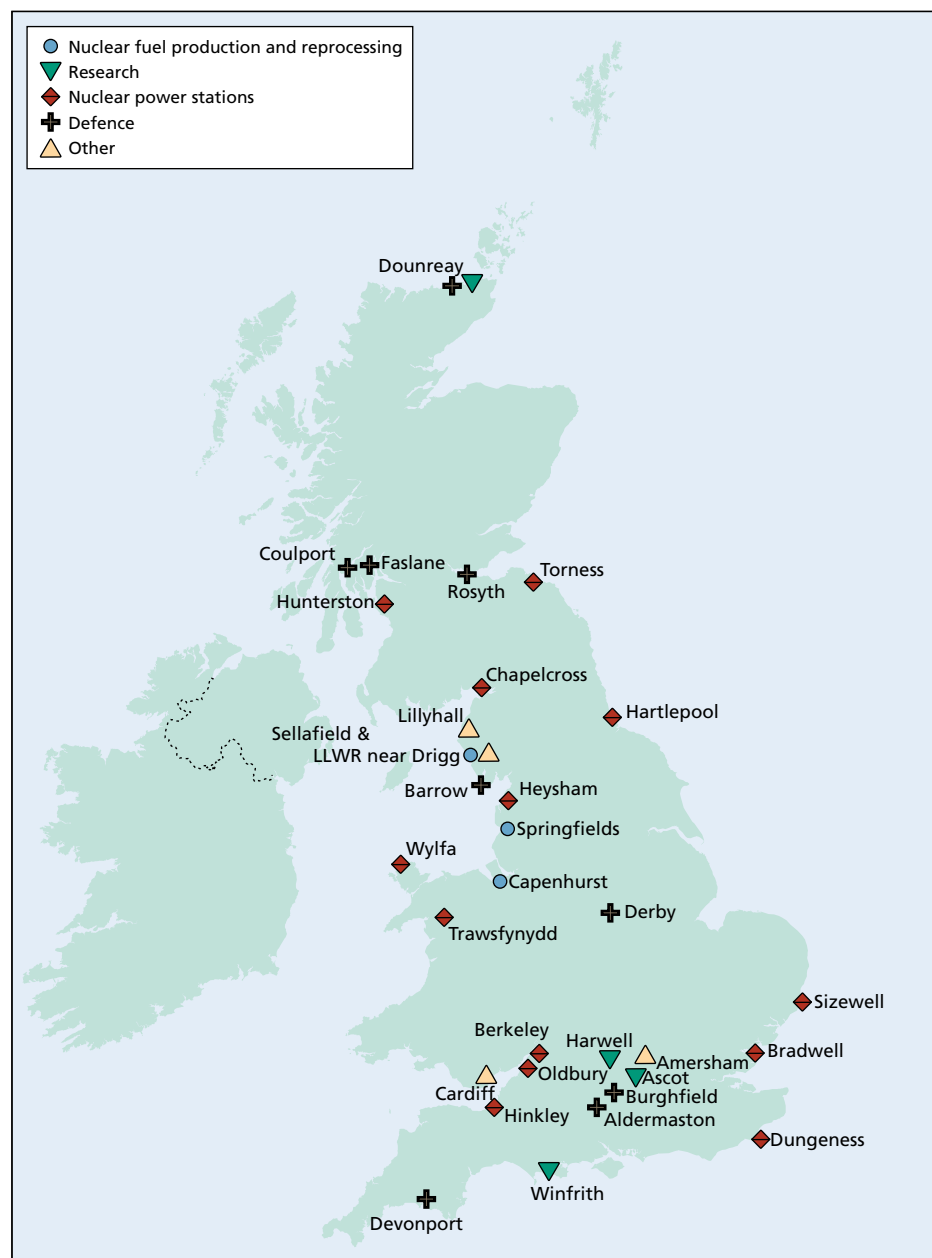 Nuclear fuel production and reprocessing
Research
Nuclear power stations
Defence
Other
Dounreay
Coulport
Faslane
Rosyth
Torness
Hunterston
Chapelcross
Lillyhall
Hartlepool
Sellafield &
LLWR near Drigg
Barrow
Heysham
Springfields
Wylfa
Capenhurst
Derby
Trawsfynydd
Sizewell
Berkeley
Harwell
Bradwell
Amersham
Oldbury
Ascot
Cardiff
Burghfield
Hinkley
Aldermaston
Dungeness
Winfrith
Devonport